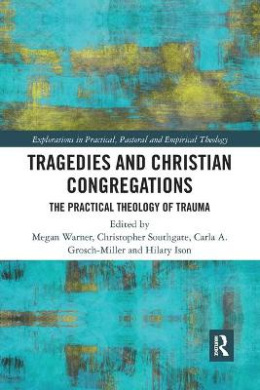 Explorations in Practical, Pastoral and Empirical Theology
TRAGEDIES AND CHRISTIAN
CONGREGATIONS
THE PRACTICAL THEOLOGY OF TRAUMA
Edited by
Megan Warner, Christopher Southgate, Carla A.
Grosch-Miller and Hilary Ison